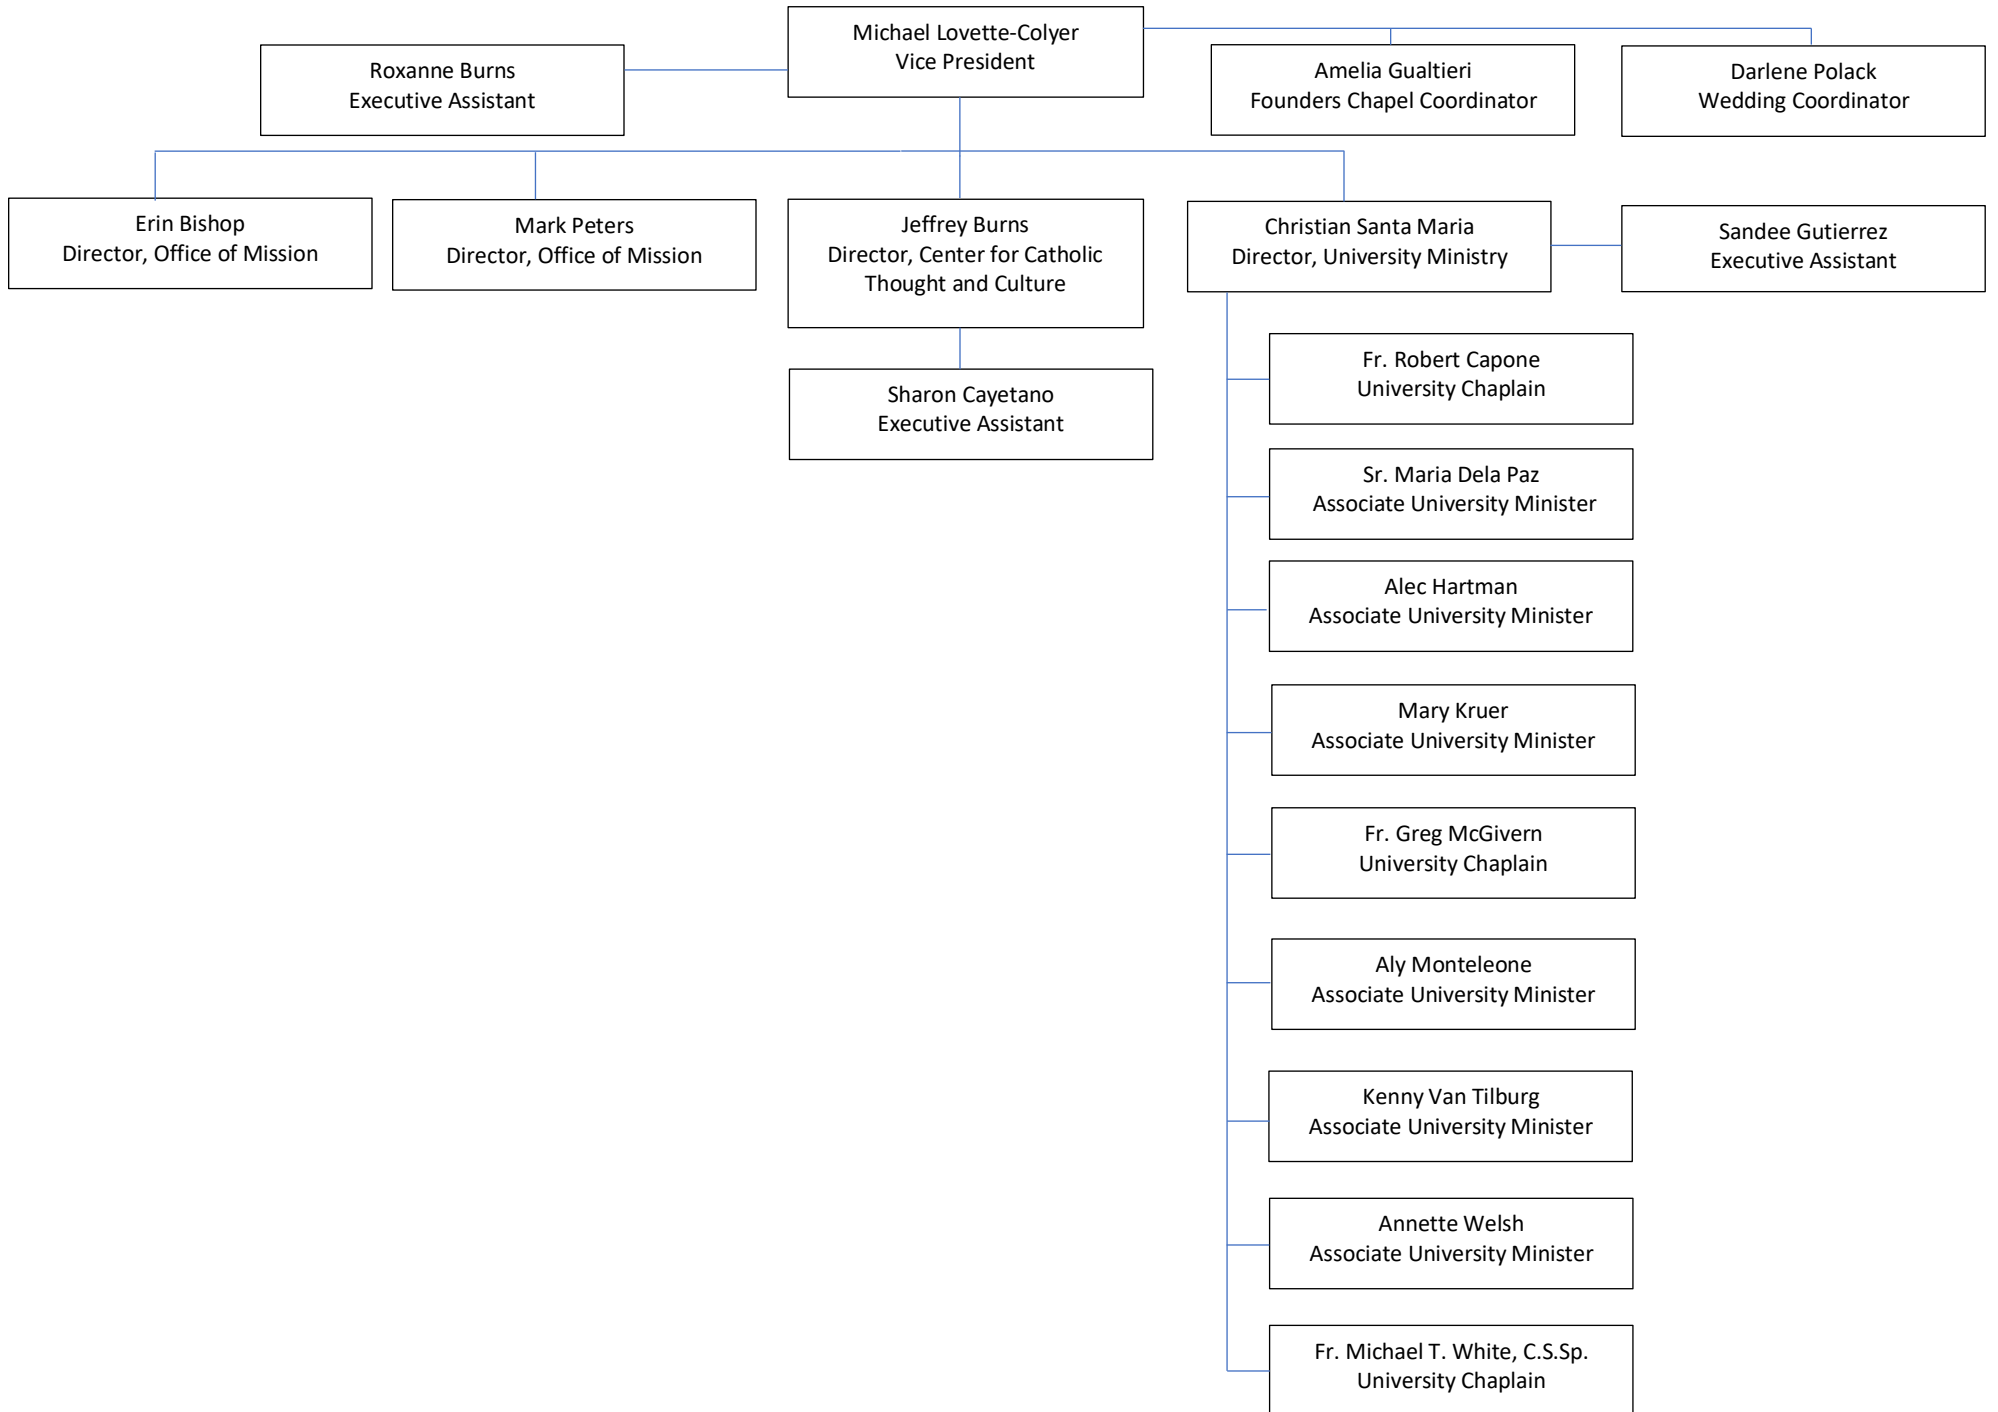 Michael Lovette-Colyer
Vice President
Roxanne Burns
Executive Assistant
Amelia Gualtieri
Founders Chapel Coordinator
Darlene Polack
Wedding Coordinator
Erin Bishop
Director, Office of Mission
Mark Peters
Director, Office of Mission
Jeffrey Burns
Director, Center for Catholic
Thought and Culture
Christian Santa Maria
Director, University Ministry
Sandee Gutierrez
Executive Assistant
Sharon Cayetano
Executive Assistant
Fr. Robert Capone
University Chaplain
Sr. Maria Dela Paz
Associate University Minister
Alec Hartman
Associate University Minister
Mary Kruer
Associate University Minister
Fr. Greg McGivern
University Chaplain
Aly Monteleone
Associate University Minister
Kenny Van Tilburg
Associate University Minister
Annette Welsh
Associate University Minister
Fr. Michael T. White, C.S.Sp.
University Chaplain